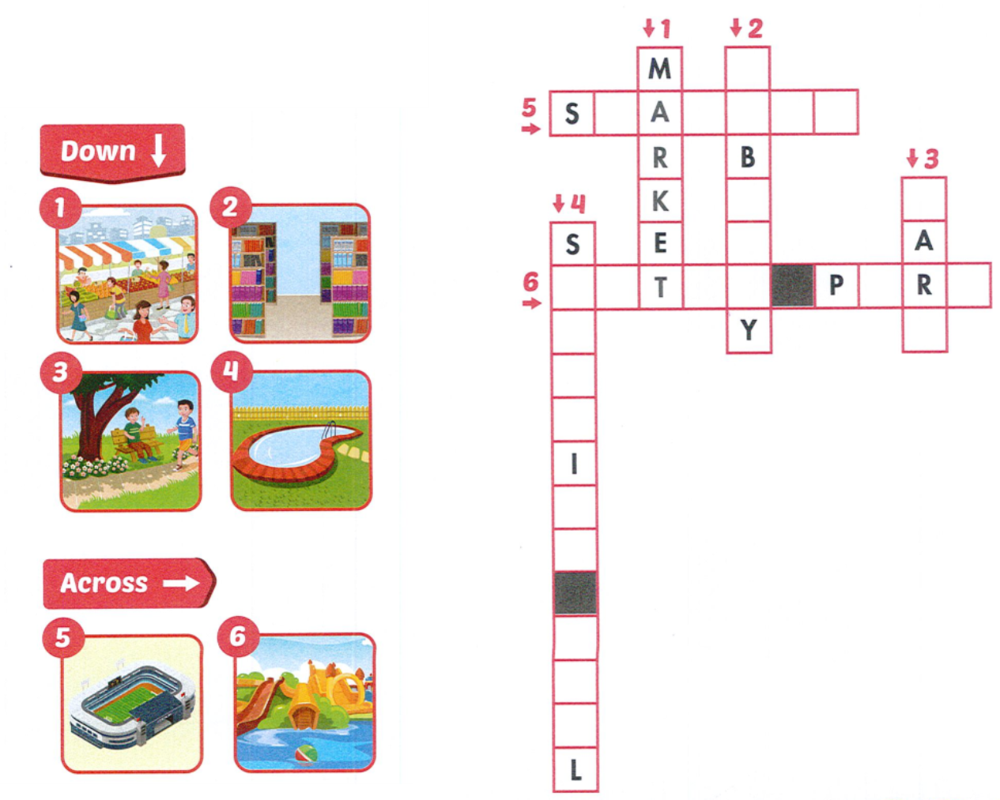 ↓1 ↓2
M
5 → S A
R B
↓3
K
↓4
S E A
6 → T P R
Y
I
L
Down ↓
1 2
3 4
Across →
5 6